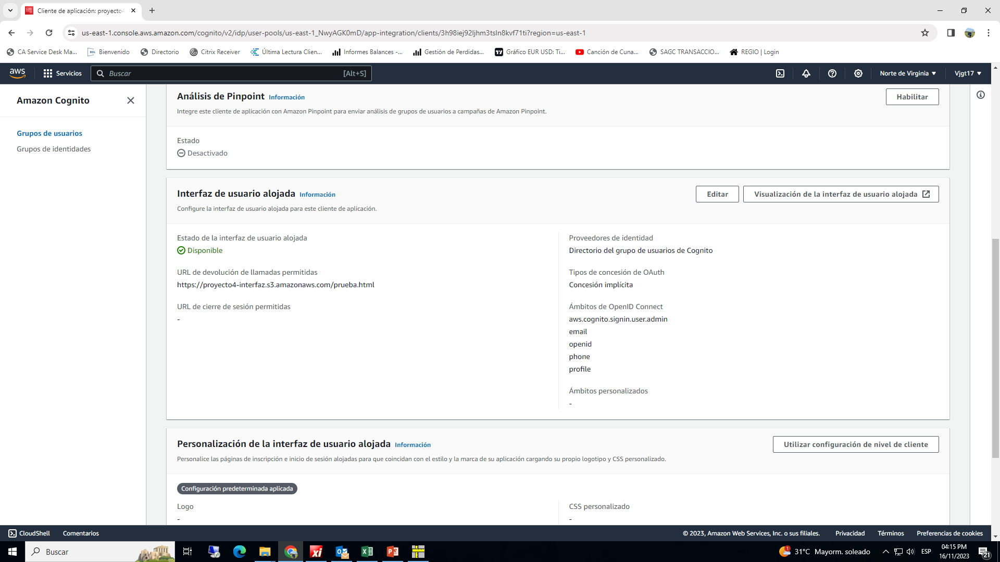 Cliente de aplicación: proyecto4
us-east-1.console.aws.amazon.com/cognito/v2/idp/user-pools/us-east-1_NwyAGK0mD/app-integration/clients/3h98iej92ljhm3tsln8kvf71ti?region=us-east-1
CA Service Desk Ma...
Bienvenido
Directorio
Citrix Receiver
Última Lectura Clien...
Informes Balances -...
Gestión de Perdidas...
Gráfico EUR USD: Ti...
Canción de Cuna...
SAGC TRANSACCIO...
REGIO | Login
aws
Servicios
Buscar
[Alt+S]
Norte de Virginia
Vjgt17
Amazon Cognito
Grupos de usuarios
Grupos de identidades
Análisis de Pinpoint Información
Habilitar
Integre este cliente de aplicación con Amazon Pinpoint para enviar análisis de grupos de usuarios a campañas de Amazon Pinpoint.
Estado
Desactivado
Interfaz de usuario alojada Información
Editar
Visualización de la interfaz de usuario alojada
Configure la interfaz de usuario alojada para este cliente de aplicación.
Estado de la interfaz de usuario alojada
Disponible
URL de devolución de llamadas permitidas
https://proyecto4-interfaz.s3.amazonaws.com/prueba.html
URL de cierre de sesión permitidas
-
Proveedores de identidad
Directorio del grupo de usuarios de Cognito
Tipos de concesión de OAuth
Concesión implícita
Ámbitos de OpenID Connect
aws.cognito.signin.user.admin
email
openid
phone
profile
Ámbitos personalizados
-
Personalización de la interfaz de usuario alojada Información
Utilizar configuración de nivel de cliente
Personalice las páginas de inscripción e inicio de sesión alojadas para que coincidan con el estilo y la marca de su aplicación cargando su propio logotipo y CSS personalizado.
Configuración predeterminada aplicada
Logo
-
CSS personalizado
-
CloudShell
Comentarios
© 2023, Amazon Web Services, Inc. o sus filiales.
Privacidad
Términos
Preferencias de cookies
Buscar
31°C Mayorm. soleado
ESP
04:15 PM
16/11/2023
21